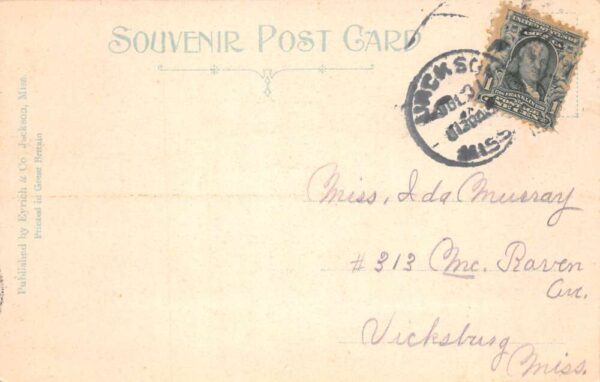 SOUVENIR POST CARD
JACKSON
MISS
Published by Eyrich & Co. Jackson, Miss.
Printed in Great Britain
Miss, Ida Murray
# 313 Mc. Raven
Ave.
Vicksburg
Miss.